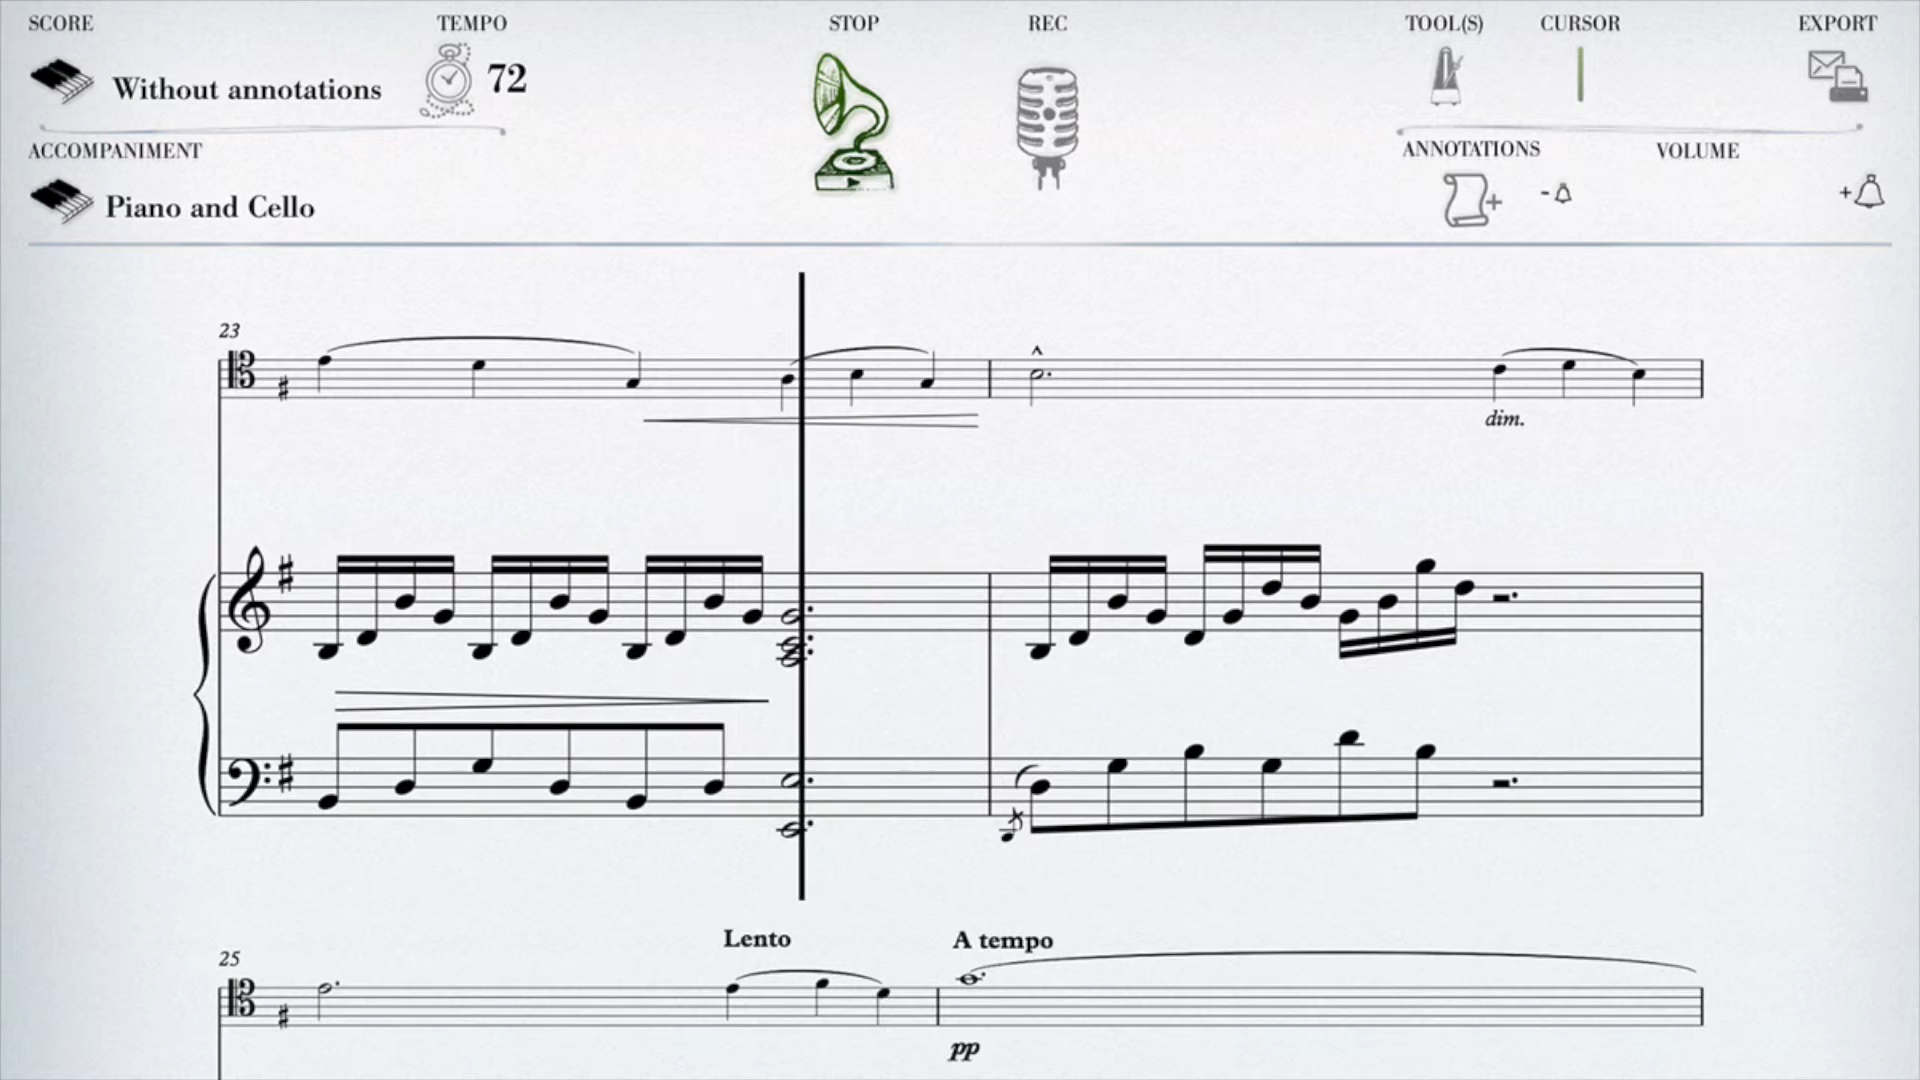 SCORE
TEMPO
STOP
REC
TOOL(S)
CURSOR
EXPORT
Without annotations
72
ACCOMPANIMENT
ANNOTATIONS
VOLUME
Piano and Cello
- +
23
dim.
Lento
A tempo
25
pp